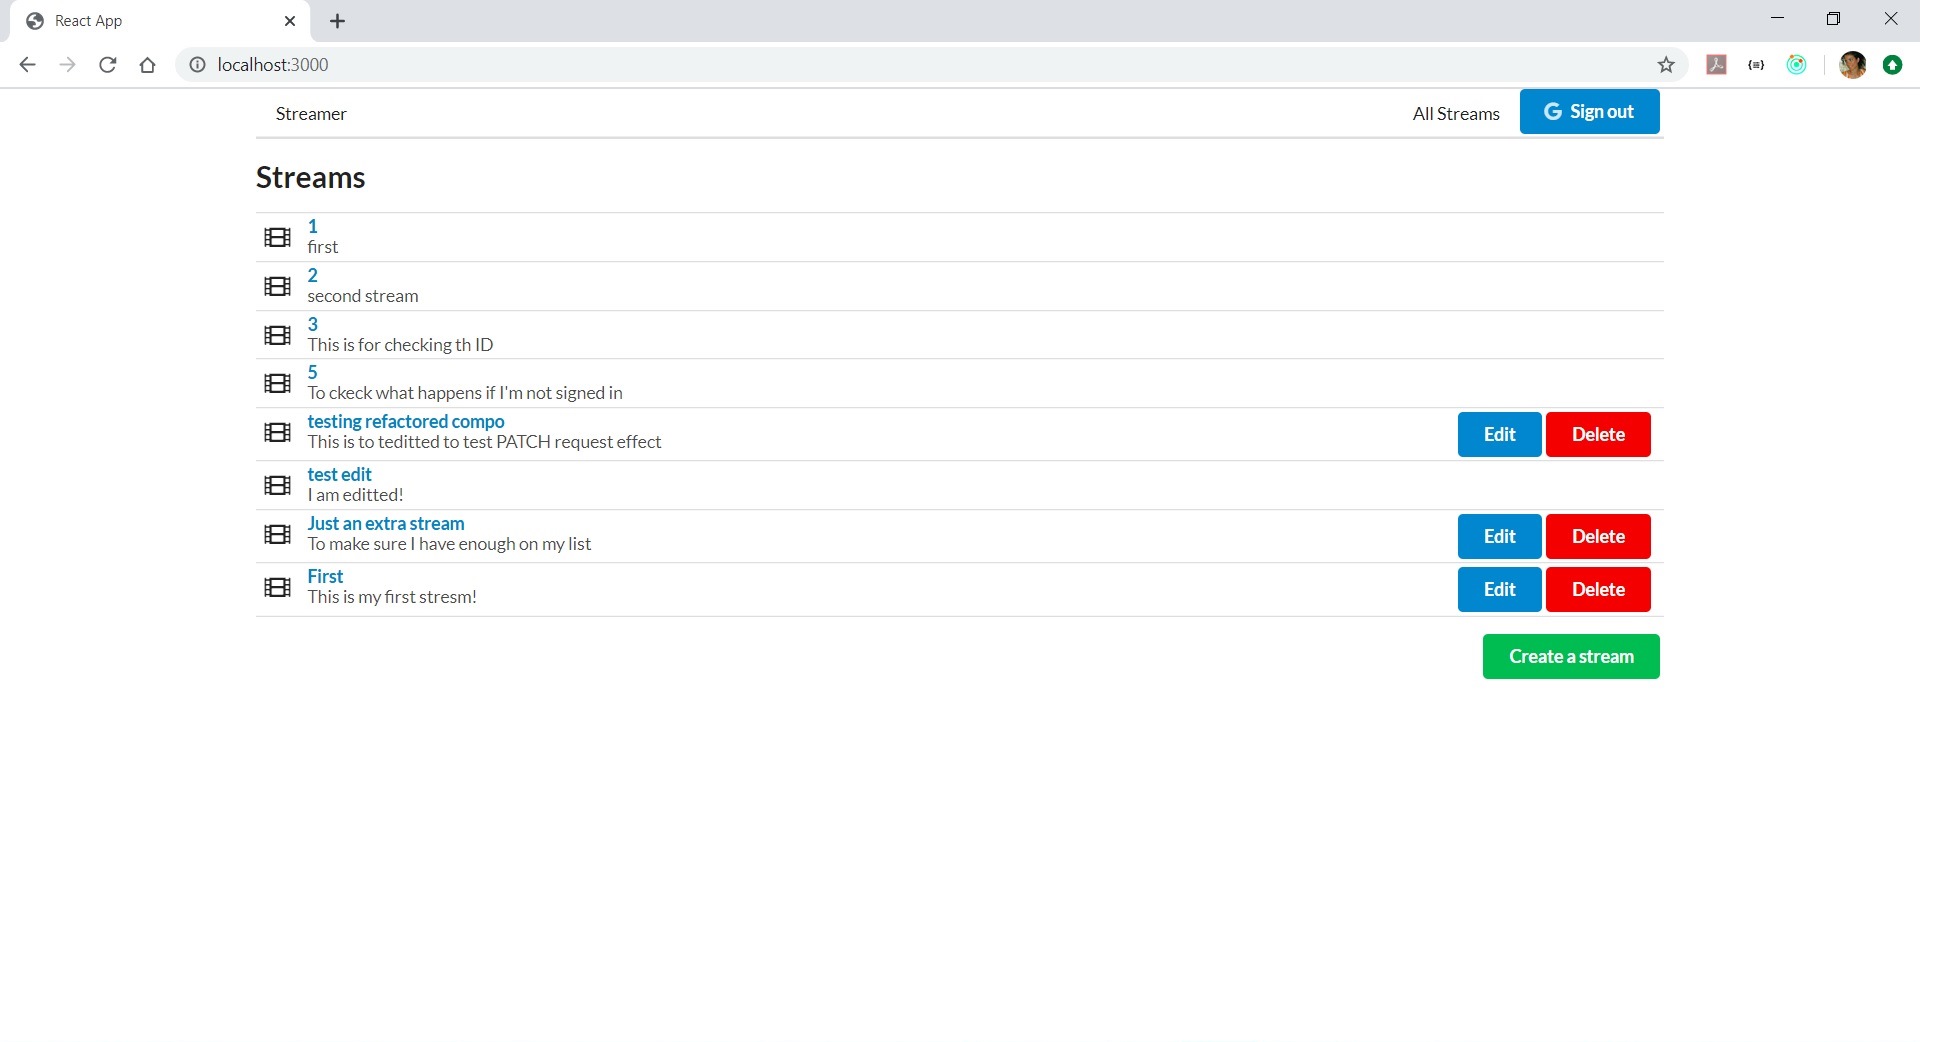 React App
localhost:3000
Streamer
All Streams
Sign out
Streams
1
first
2
second stream
3
This is for checking th ID
5
To ckeck what happens if I'm not signed in
testing refactored compo
This is to teditted to test PATCH request effect
Edit
Delete
test edit
I am editted!
Just an extra stream
To make sure I have enough on my list
Edit
Delete
First
This is my first stresm!
Edit
Delete
Create a stream